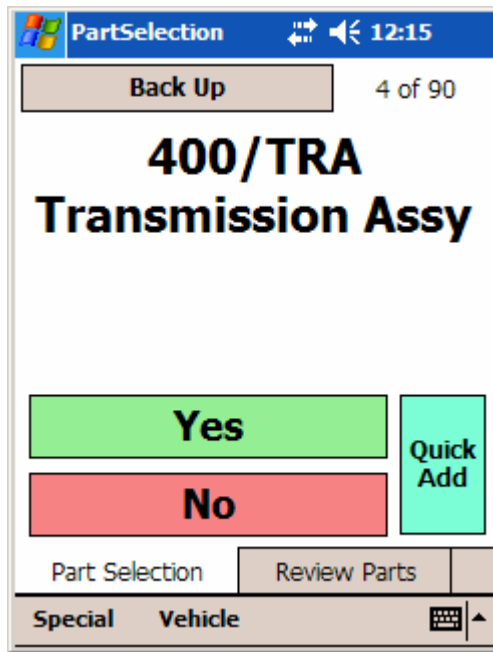 PartSelection 12:15
Back Up 4 of 90
400/TRA
Transmission Assy
Yes
No
Quick
Add
Part Selection Review Parts
Special Vehicle